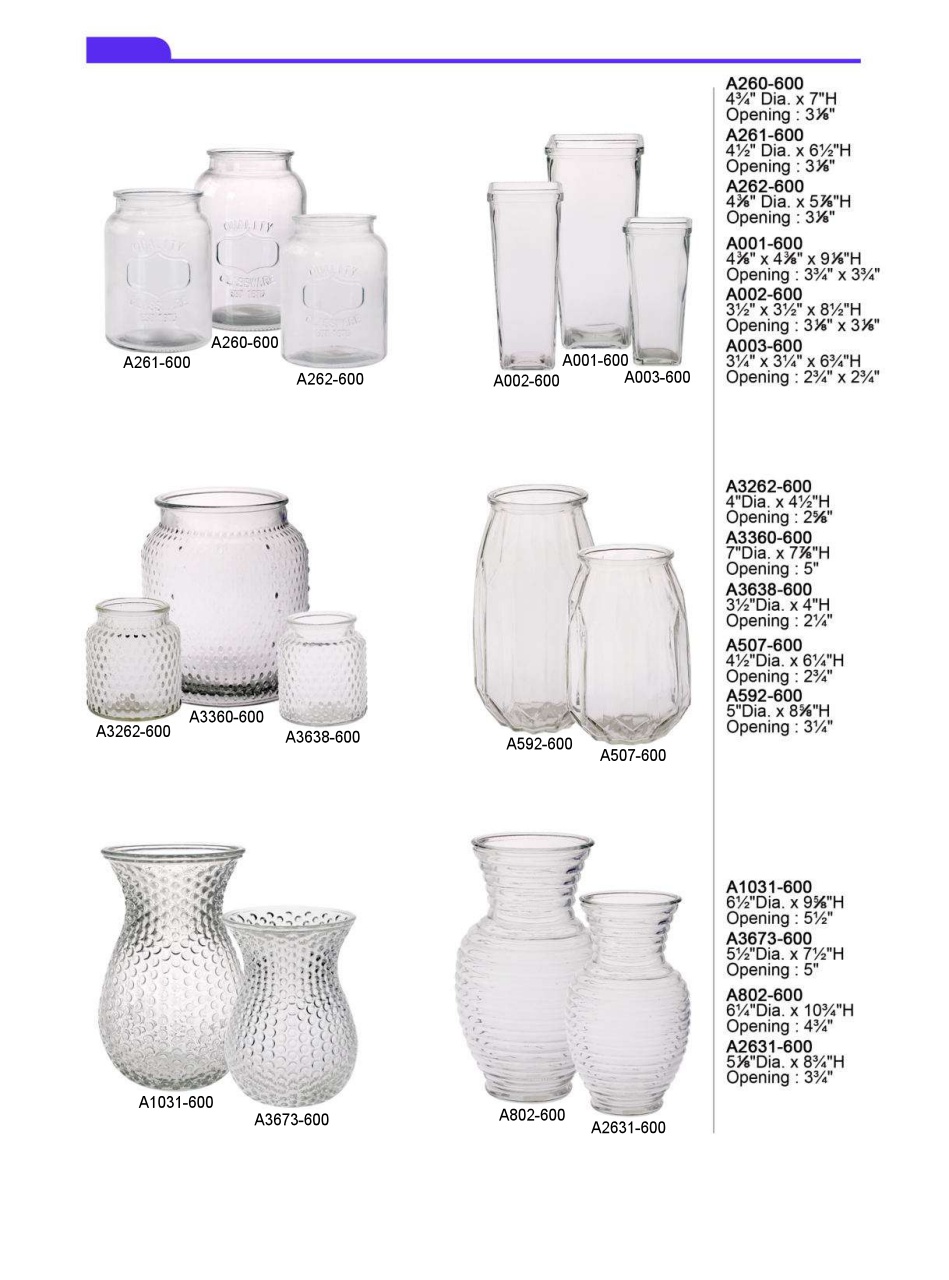 A260-600
4¾" Dia. x 7"H
Opening : 3⅛"
A261-600
4½" Dia. x 6½"H
Opening : 3⅛"
A262-600
4⅜" Dia. x 5⅞"H
Opening : 3⅛"
A001-600
4⅜" x 4⅜" x 9⅛"H
Opening : 3¾" x 3¾"
A002-600
3½" x 3½" x 8½"H
Opening : 3⅛" x 3⅛"
A003-600
3¼" x 3¼" x 6¾"H
Opening : 2¾" x 2¾"
A261-600
A260-600
A262-600
A002-600
A001-600
A003-600
A3262-600
4"Dia. x 4½"H
Opening : 2⅝"
A3360-600
7"Dia. x 7⅞"H
Opening : 5"
A3638-600
3½"Dia. x 4"H
Opening : 2¼"
A507-600
4½"Dia. x 6¼"H
Opening : 2¾"
A592-600
5"Dia. x 8⅝"H
Opening : 3¼"
A3262-600
A3360-600
A3638-600
A592-600
A507-600
A1031-600
6½"Dia. x 9⅝"H
Opening : 5½"
A3673-600
5½"Dia. x 7½"H
Opening : 5"
A802-600
6¼"Dia. x 10¾"H
Opening : 4¾"
A2631-600
5⅛"Dia. x 8¾"H
Opening : 3¾"
A1031-600
A3673-600
A802-600
A2631-600